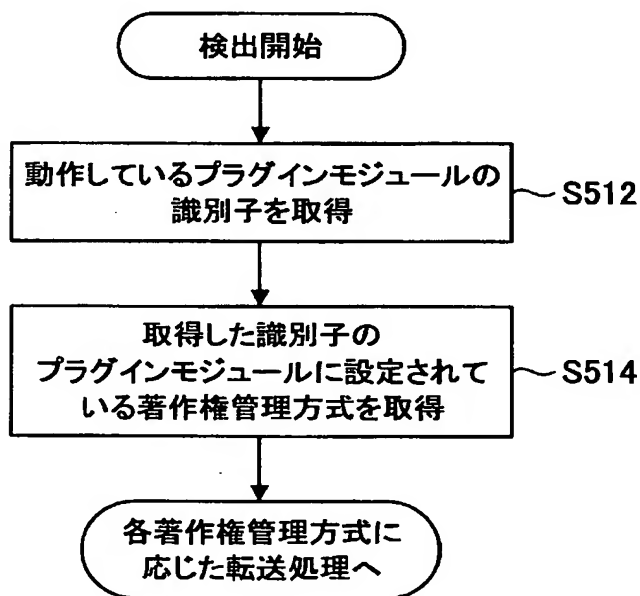 検出開始
動作しているプラグインモジュールの
識別子を取得
S512
取得した識別子の
プラグインモジュールに設定されて
いる著作権管理方式を取得
S514
各著作権管理方式に
応じた転送処理へ